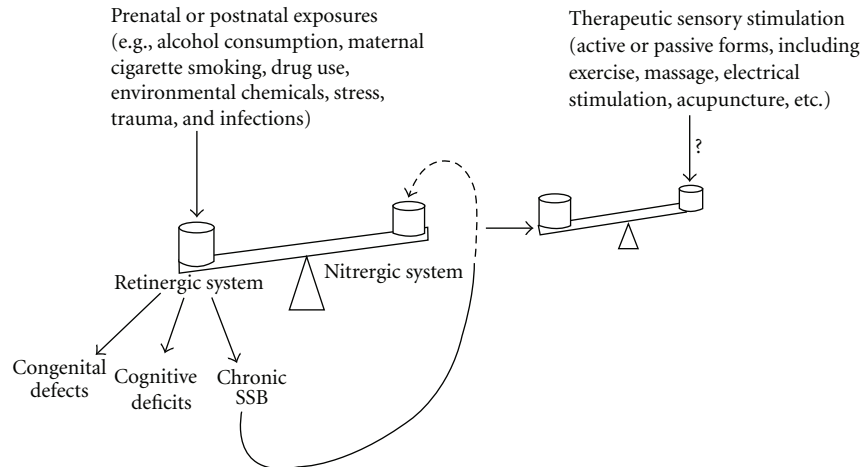 Prenatal or postnatal exposures
(e.g., alcohol consumption, maternal
cigarette smoking, drug use,
environmental chemicals, stress,
trauma, and infections)
Therapeutic sensory stimulation
(active or passive forms, including
exercise, massage, electrical
stimulation, acupuncture, etc.)
?
Retinergic system
Nitrergic system
Congenital
defects
Cognitive
deficits
Chronic
SSB